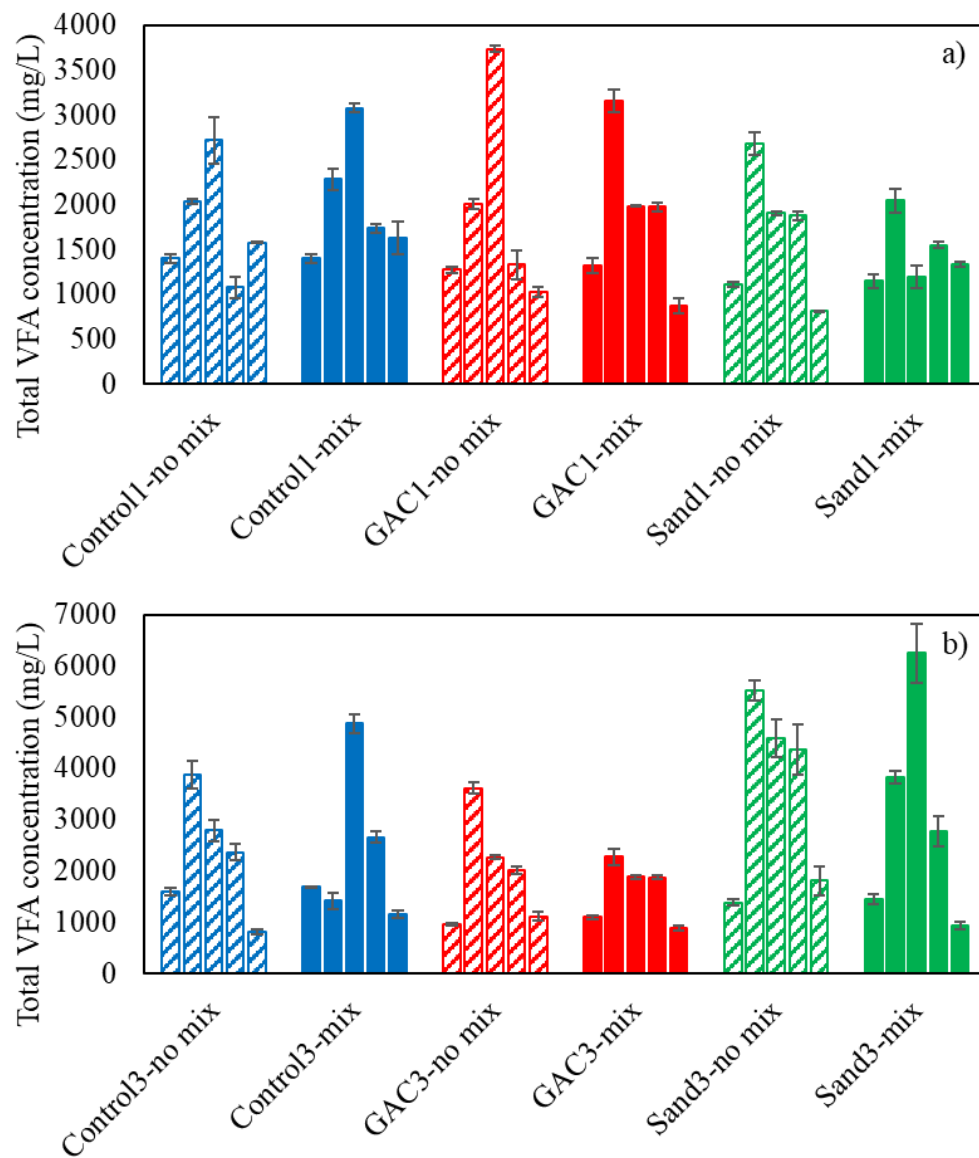 Total VFA concentration (mg/L)
4000
3500
3000
2500
2000
1500
1000
500
0
a)
Control1-no mix
Control1-mix
GAC1-no mix
GAC1-mix
Sand1-no mix
Sand1-mix
Total VFA concentration (mg/L)
7000
6000
5000
4000
3000
2000
1000
0
b)
Control3-no mix
Control3-mix
GAC3-no mix
GAC3-mix
Sand3-no mix
Sand3-mix